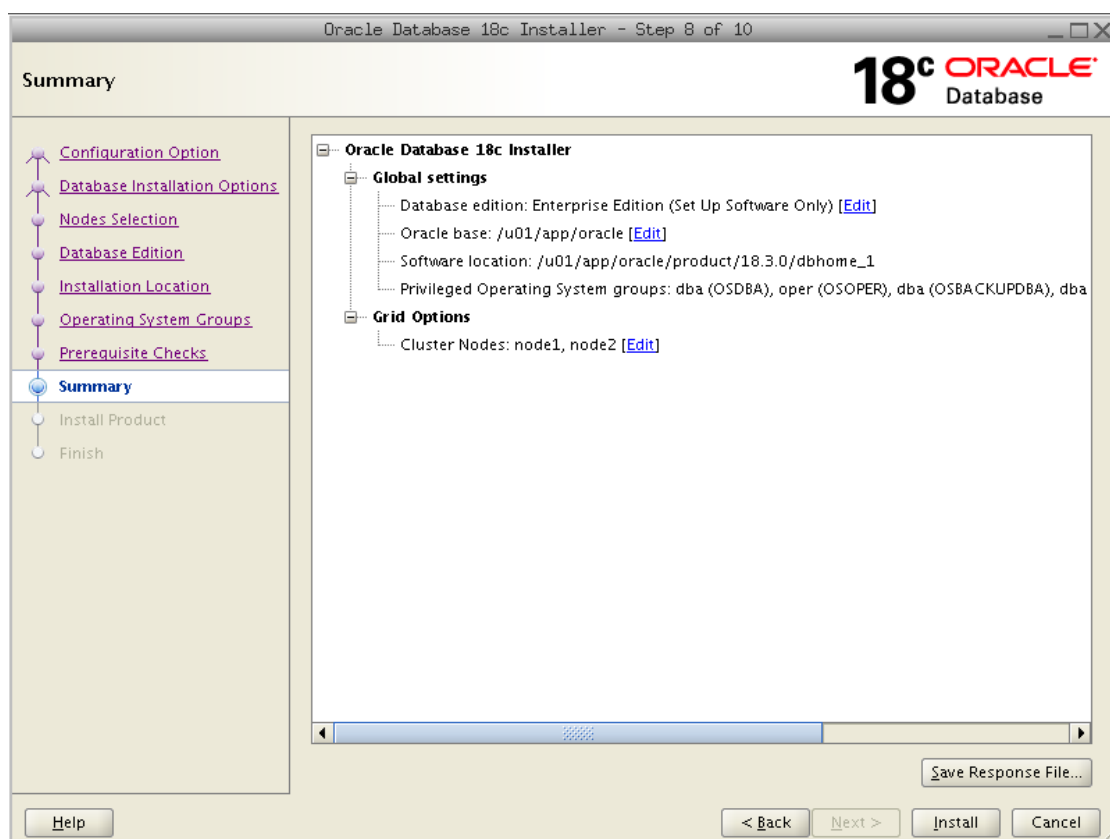 Oracle Database 18c Installer - Step 8 of 10
Summary
18c ORACLE
Database
Configuration Option
Database Installation Options
Nodes Selection
Database Edition
Installation Location
Operating System Groups
Prerequisite Checks
Summary
Install Product
Finish
Oracle Database 18c Installer
Global settings
Database edition: Enterprise Edition (Set Up Software Only) [Edit]
Oracle base: /u01/app/oracle [Edit]
Software location: /u01/app/oracle/product/18.3.0/dbhome_1
Privileged Operating System groups: dba (OSDBA), oper (OSOPER), dba (OSBACKUPDBA), dba
Grid Options
Cluster Nodes: node1, node2 [Edit]
Save Response File...
Help
< Back
Next >
Install
Cancel